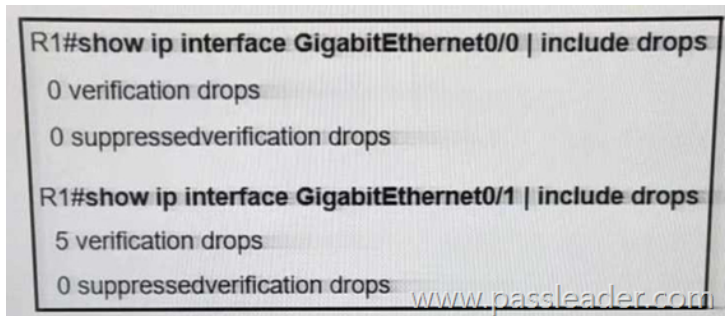 R1#show ip interface GigabitEthernet0/0 | include drops
0 verification drops
0 suppressedverification drops
R1#show ip interface GigabitEthernet0/1 | include drops
5 verification drops
0 suppressedverification drops
www.passleader.com